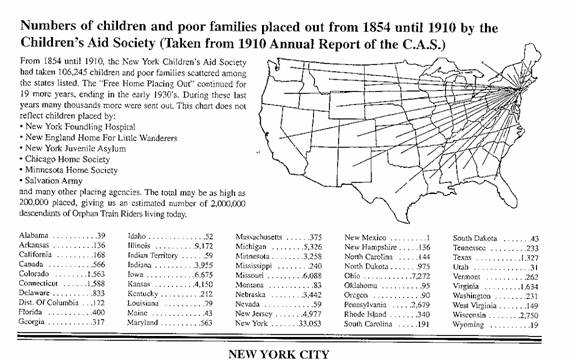 Numbers of children and poor families placed out from 1854 until 1910 by the
Children's Aid Society (Taken from 1910 Annual Report of the C.A.S.)
From 1854 until 1910, the New York Children's Aid Society
had taken 106,245 children and poor families scattered among
the states listed. The "Free Home Placing Out" continued for
19 more years, ending in the early 1930's. During these last
years many thousands more were sent out. This chart does not
reflect children placed by:
• New York Foundling Hospital
• New England Home For Little Wanderers
• New York Juvenile Asylum
• Chicago Home Society
• Minnesota Home Society
• Salvation Army
and many other placing agencies. The total may be as high as
200,000 placed, giving us an estimated number of 2,000,000
descendants of Orphan Train Riders living today.
Alabama ...........39
Arkansas ..........136
California .........168
Canada ...........566
Colorado .........1,563
Connecticut .......1,588
Delaware ..........833
Dist. Of Columbia ...172
Florida ............400
Georgia ...........317
Idaho .............52
Illinois ..........9,172
Indian Territory .....59
Indiana ..........3,955
Iowa ............6,675
Kansas ..........4,150
Kentucky ..........212
Louisiana ..........79
Maine .............43
Maryland ..........563
Massachusetts ......375
Michigan ........5,326
Minnesota .......3,258
Mississippi ........240
Missouri ........6,088
Montana ..........83
Nebraska ........3,442
Nevada ...........59
New Jersey ......4,977
New York .......33,053
New Mexico .........1
New Hampshire .....136
North Carolina ......144
North Dakota .......975
Ohio ............7,272
Oklahoma ..........95
Oregon ............90
Pennsylvania ......2,679
Rhode Island .......340
South Carolina ......191
South Dakota .......43
Tennessee .........233
Texas ...........1,327
Utah ..............31
Vermont ..........262
Virginia .........1,634
Washington ........231
West Virginia ......149
Wisconsin ........2,750
Wyoming ..........19
NEW YORK CITY